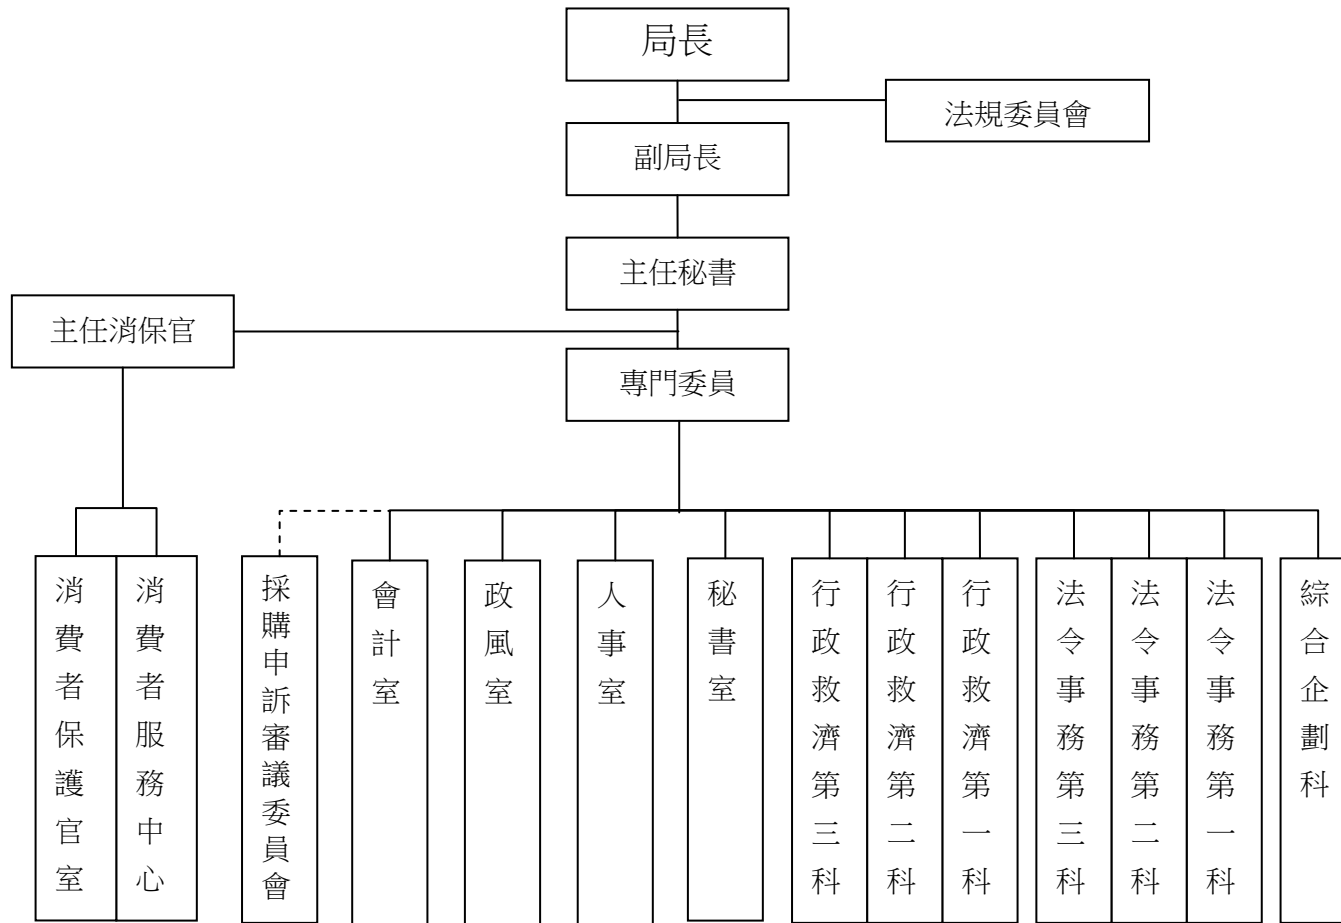 局長
法規委員會
副局長
主任秘書
主任消保官
專門委員
消費者保護官室
消費者服務中心
採購申訴審議委員會
會計室
政風室
人事室
秘書室
行政救濟第三科
行政救濟第二科
行政救濟第一科
法令事務第三科
法令事務第二科
法令事務第一科
綜合企劃科